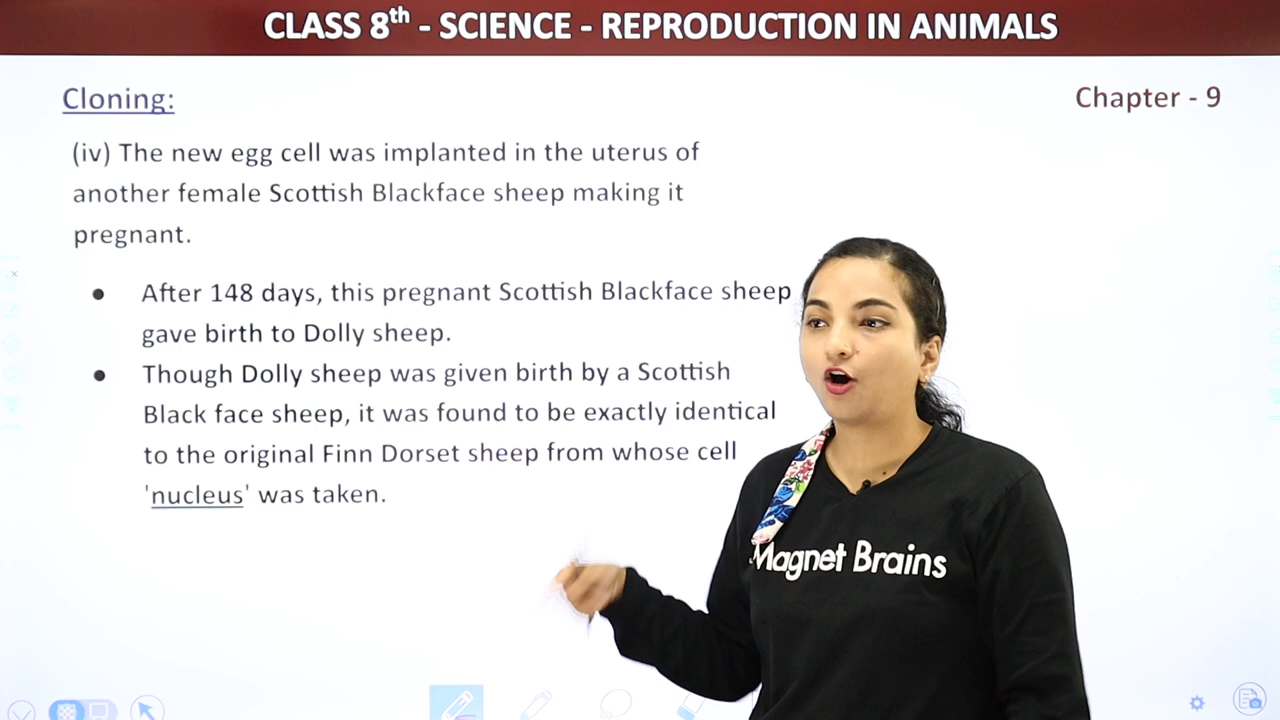 CLASS 8th - SCIENCE - REPRODUCTION IN ANIMALS
Cloning:
Chapter - 9
(iv) The new egg cell was implanted in the uterus of
another female Scottish Blackface sheep making it
pregnant.
● After 148 days, this pregnant Scottish Blackface sheep
gave birth to Dolly sheep.
● Though Dolly sheep was given birth by a Scottish
Black face sheep, it was found to be exactly identical
to the original Finn Dorset sheep from whose cell
'nucleus' was taken.
Magnet Brains